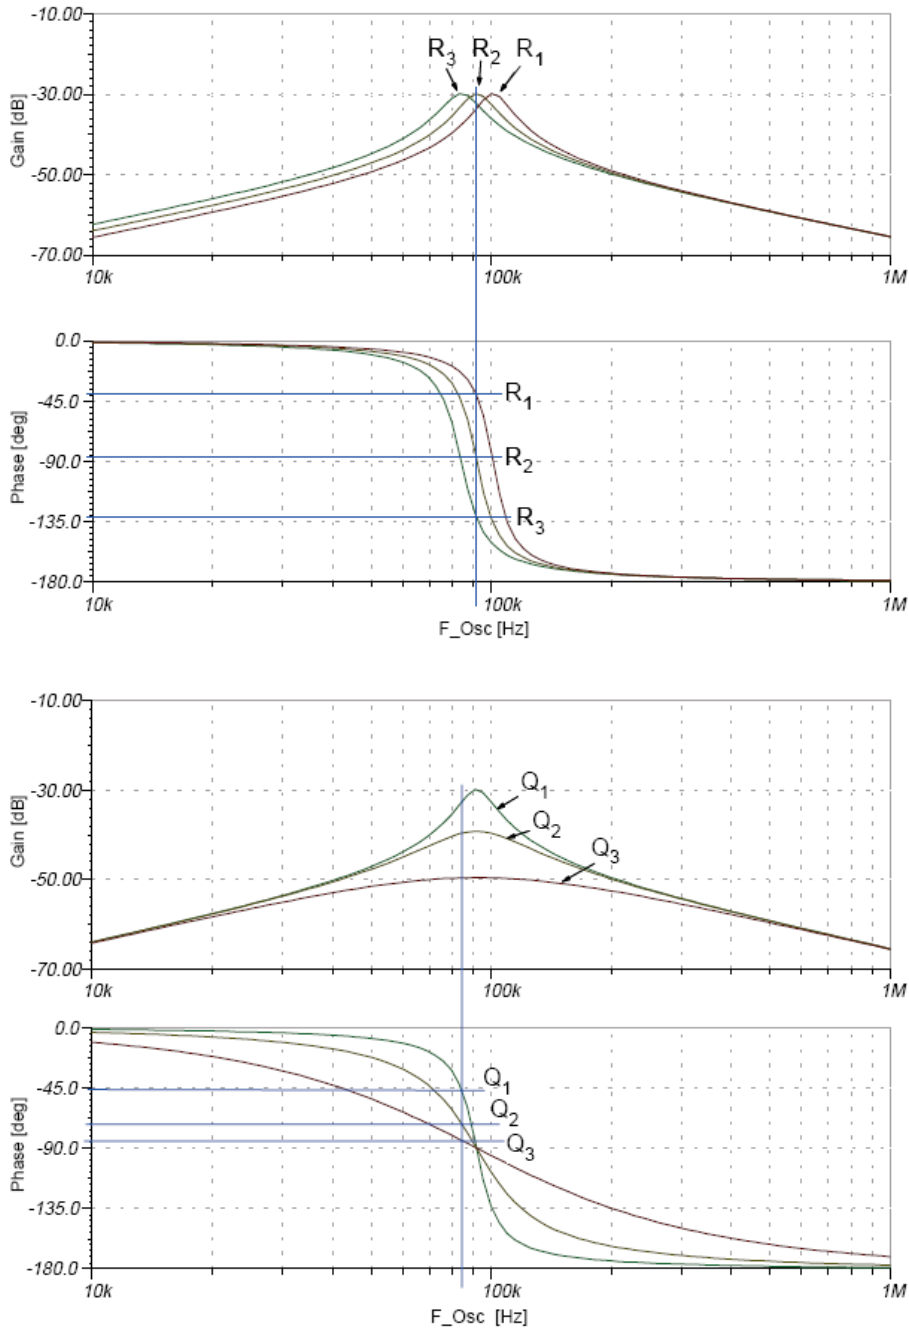 -10.00
R3 R2 R1
-30.00
Gain [dB]
-50.00
-70.00
10k 100k 1M
0.0
-45.0 R1
Phase [deg]
-90.0 R2
-135.0 R3
-180.0
10k 100k 1M
F_Osc [Hz]
-10.00
Q1
-30.00
Gain [dB]
Q2
Q3
-50.00
-70.00
10k 100k 1M
0.0
-45.0 Q1
Q2
Phase [deg]
-90.0 Q3
-135.0
-180.0
10k 100k 1M
F_Osc [Hz]